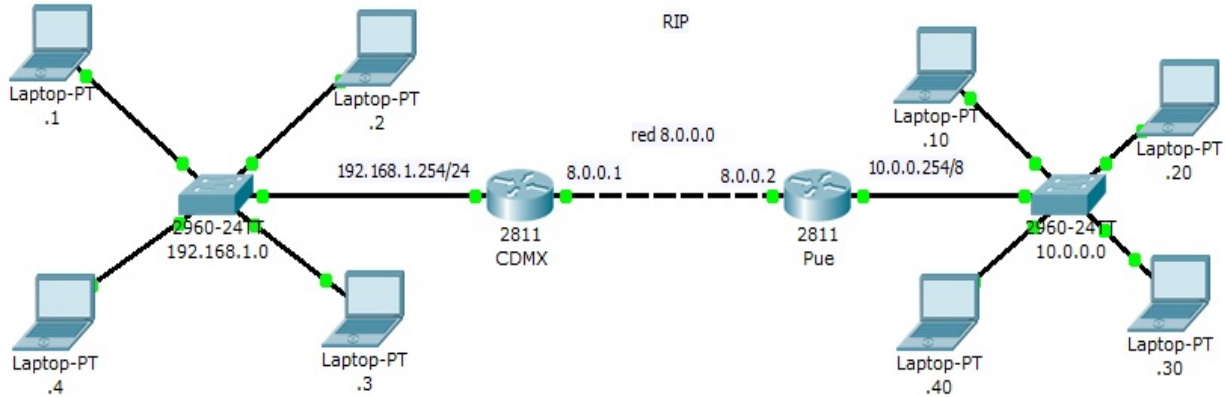 RIP
Laptop-PT
.1
Laptop-PT
.2
Laptop-PT
.10
Laptop-PT
.20
red 8.0.0.0
192.168.1.254/24
8.0.0.1
8.0.0.2
10.0.0.254/8
2960-24TT
192.168.1.0
2811
CDMX
2811
Pue
2960-24TT
10.0.0.0
Laptop-PT
.4
Laptop-PT
.3
Laptop-PT
.40
Laptop-PT
.30